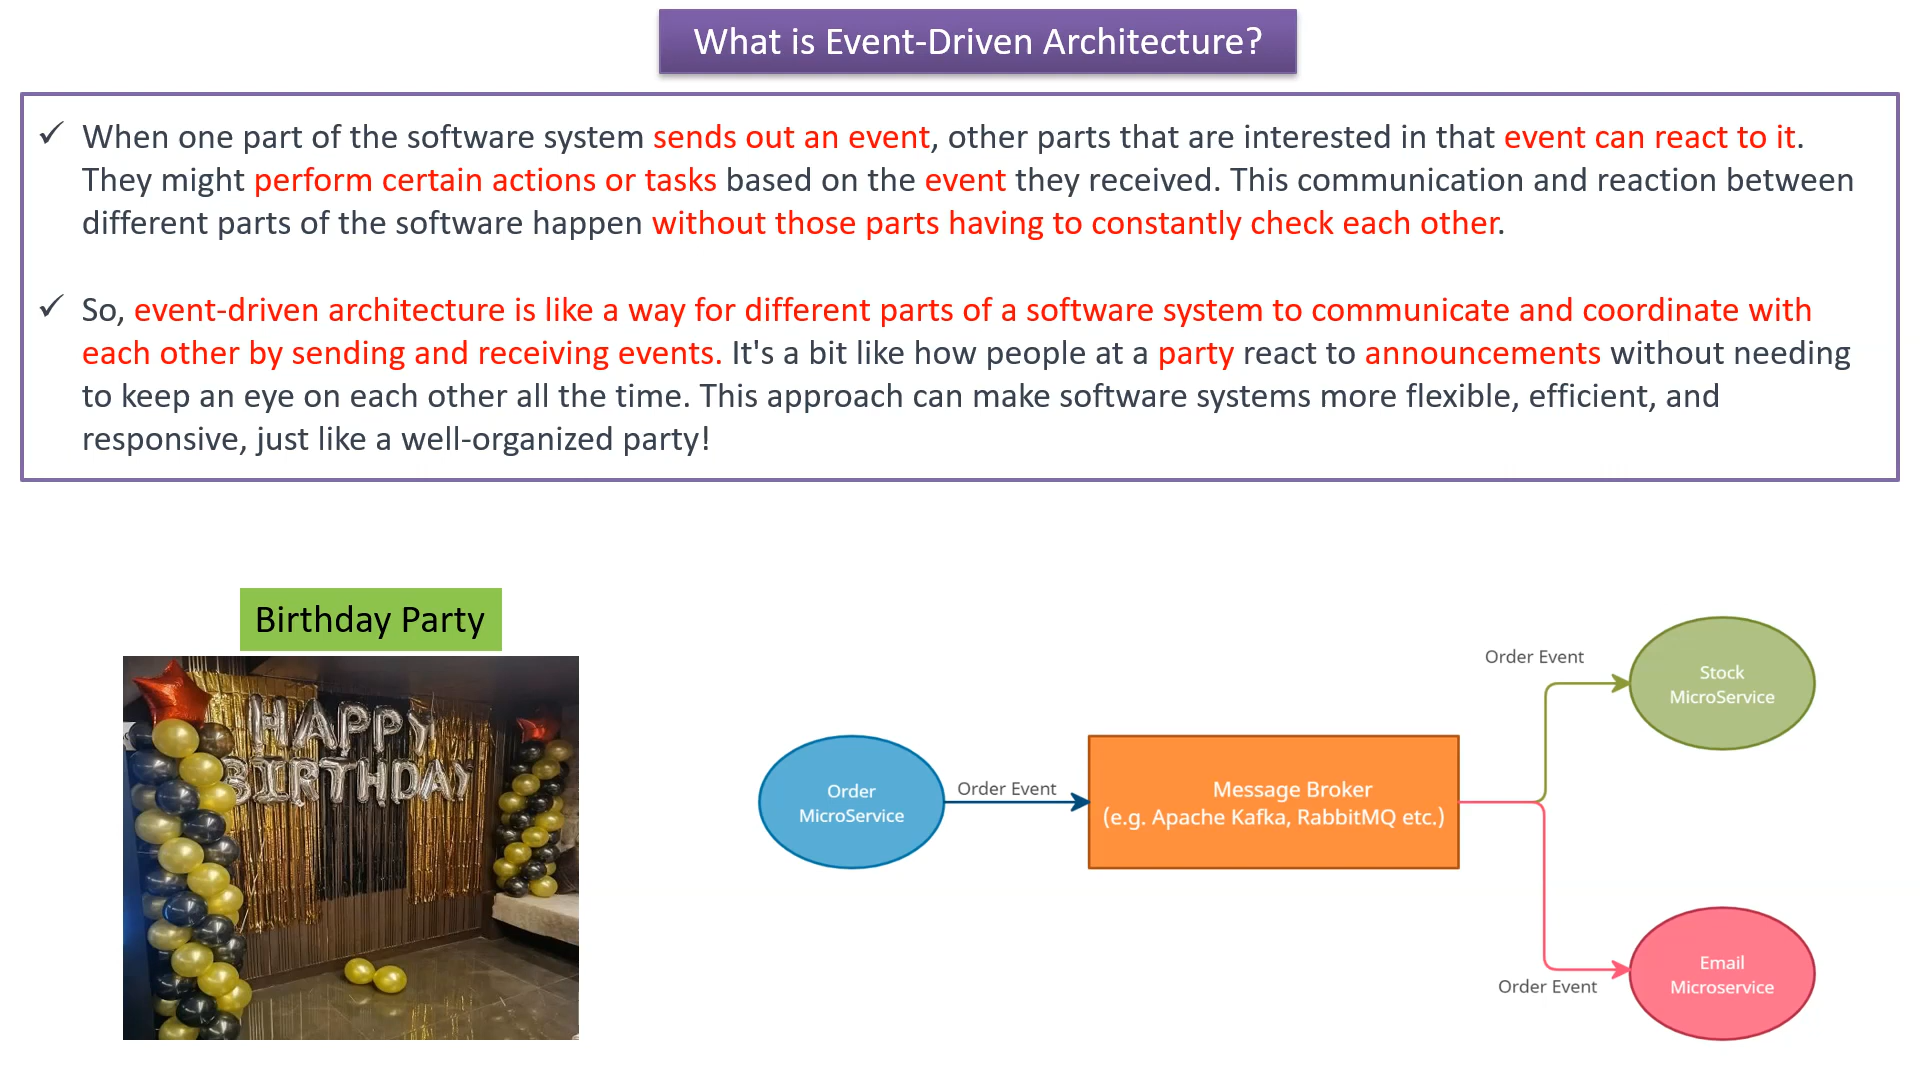 What is Event-Driven Architecture?
✓ When one part of the software system sends out an event, other parts that are interested in that event can react to it.
They might perform certain actions or tasks based on the event they received. This communication and reaction between
different parts of the software happen without those parts having to constantly check each other.
✓ So, event-driven architecture is like a way for different parts of a software system to communicate and coordinate with
each other by sending and receiving events. It's a bit like how people at a party react to announcements without needing
to keep an eye on each other all the time. This approach can make software systems more flexible, efficient, and
responsive, just like a well-organized party!
Birthday Party
HAPPY
BIRTHDAY
Order
MicroService
Order Event
Message Broker
(e.g. Apache Kafka, RabbitMQ etc.)
Order Event
Stock
MicroService
Order Event
Email
Microservice